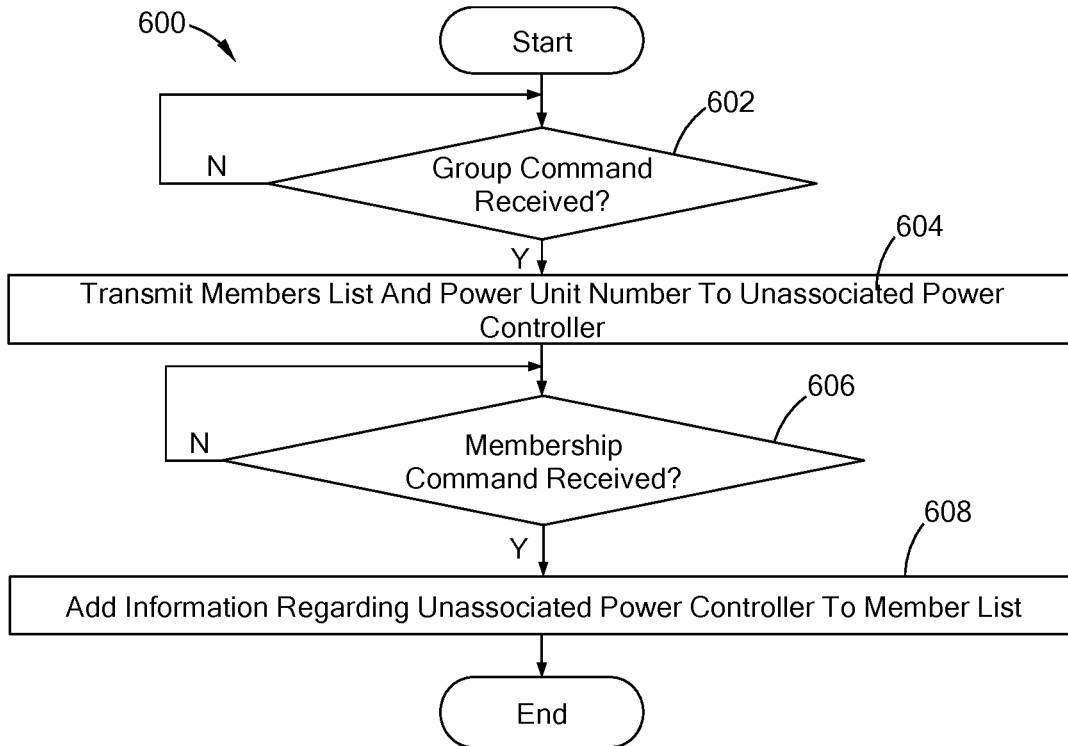 600
Start
602
Group Command
Received?
N
Y
604
Transmit Members List And Power Unit Number To Unassociated Power
Controller
606
Membership
Command Received?
N
Y
608
Add Information Regarding Unassociated Power Controller To Member List
End